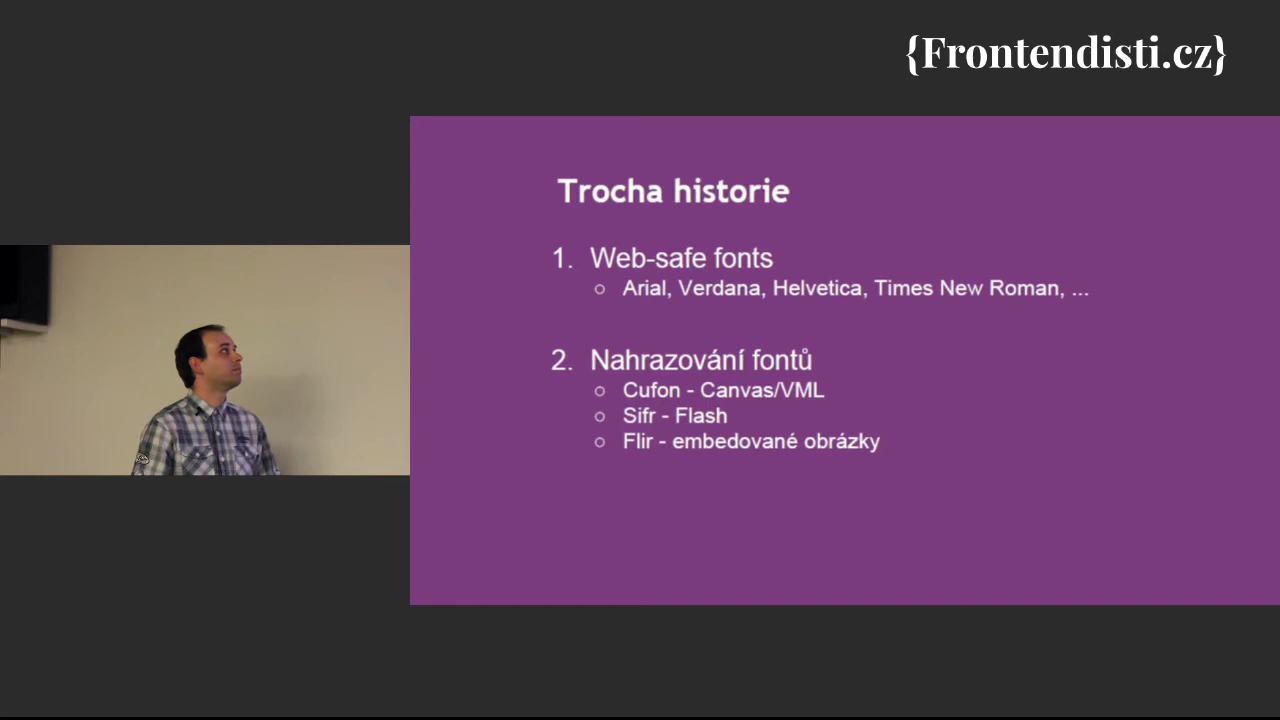 {Frontendisti.cz}
Trocha historie
1. Web-safe fonts
○ Arial, Verdana, Helvetica, Times New Roman, ...
2. Nahrazování fontů
○ Cufon - Canvas/VML
○ Sifr - Flash
○ Flir - embedované obrázky